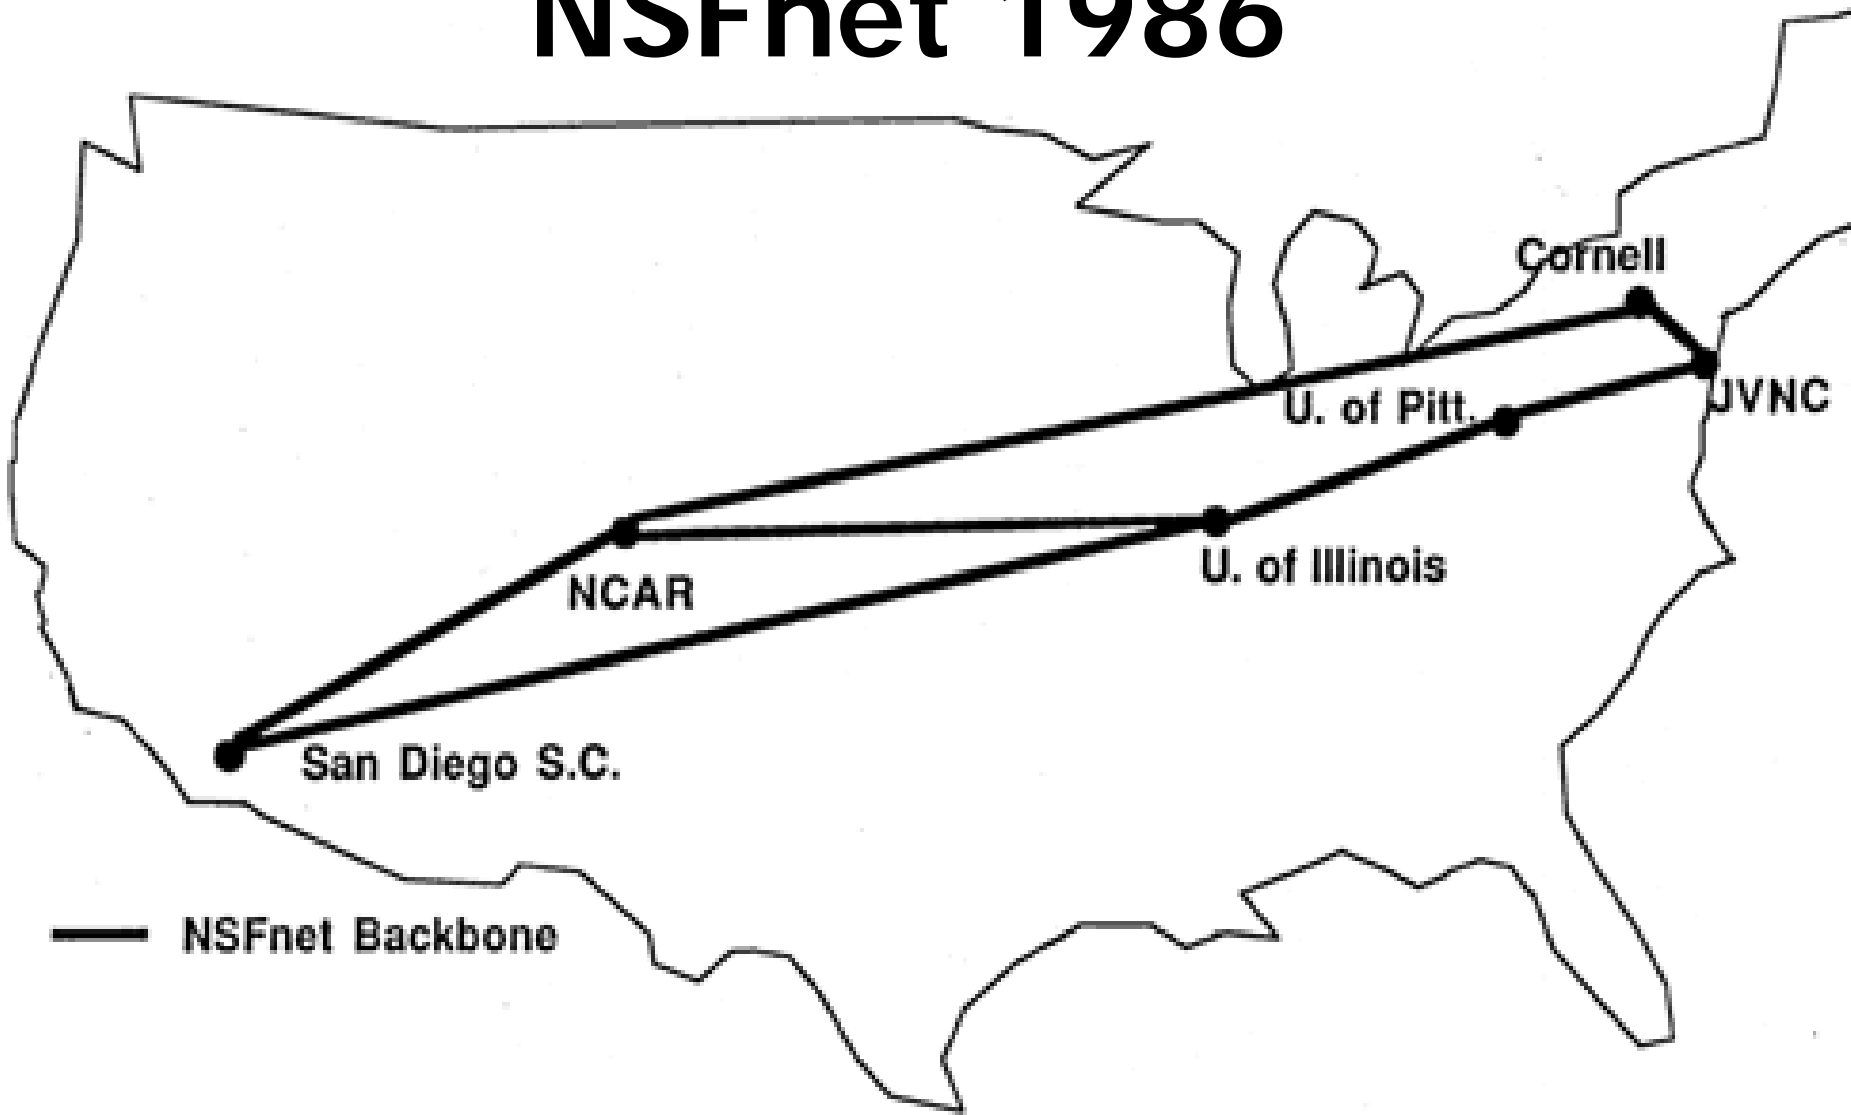 NSFnet 1986
Cornell
JVNC
U. of Pitt.
U. of Illinois
NCAR
San Diego S.C.
NSFnet Backbone